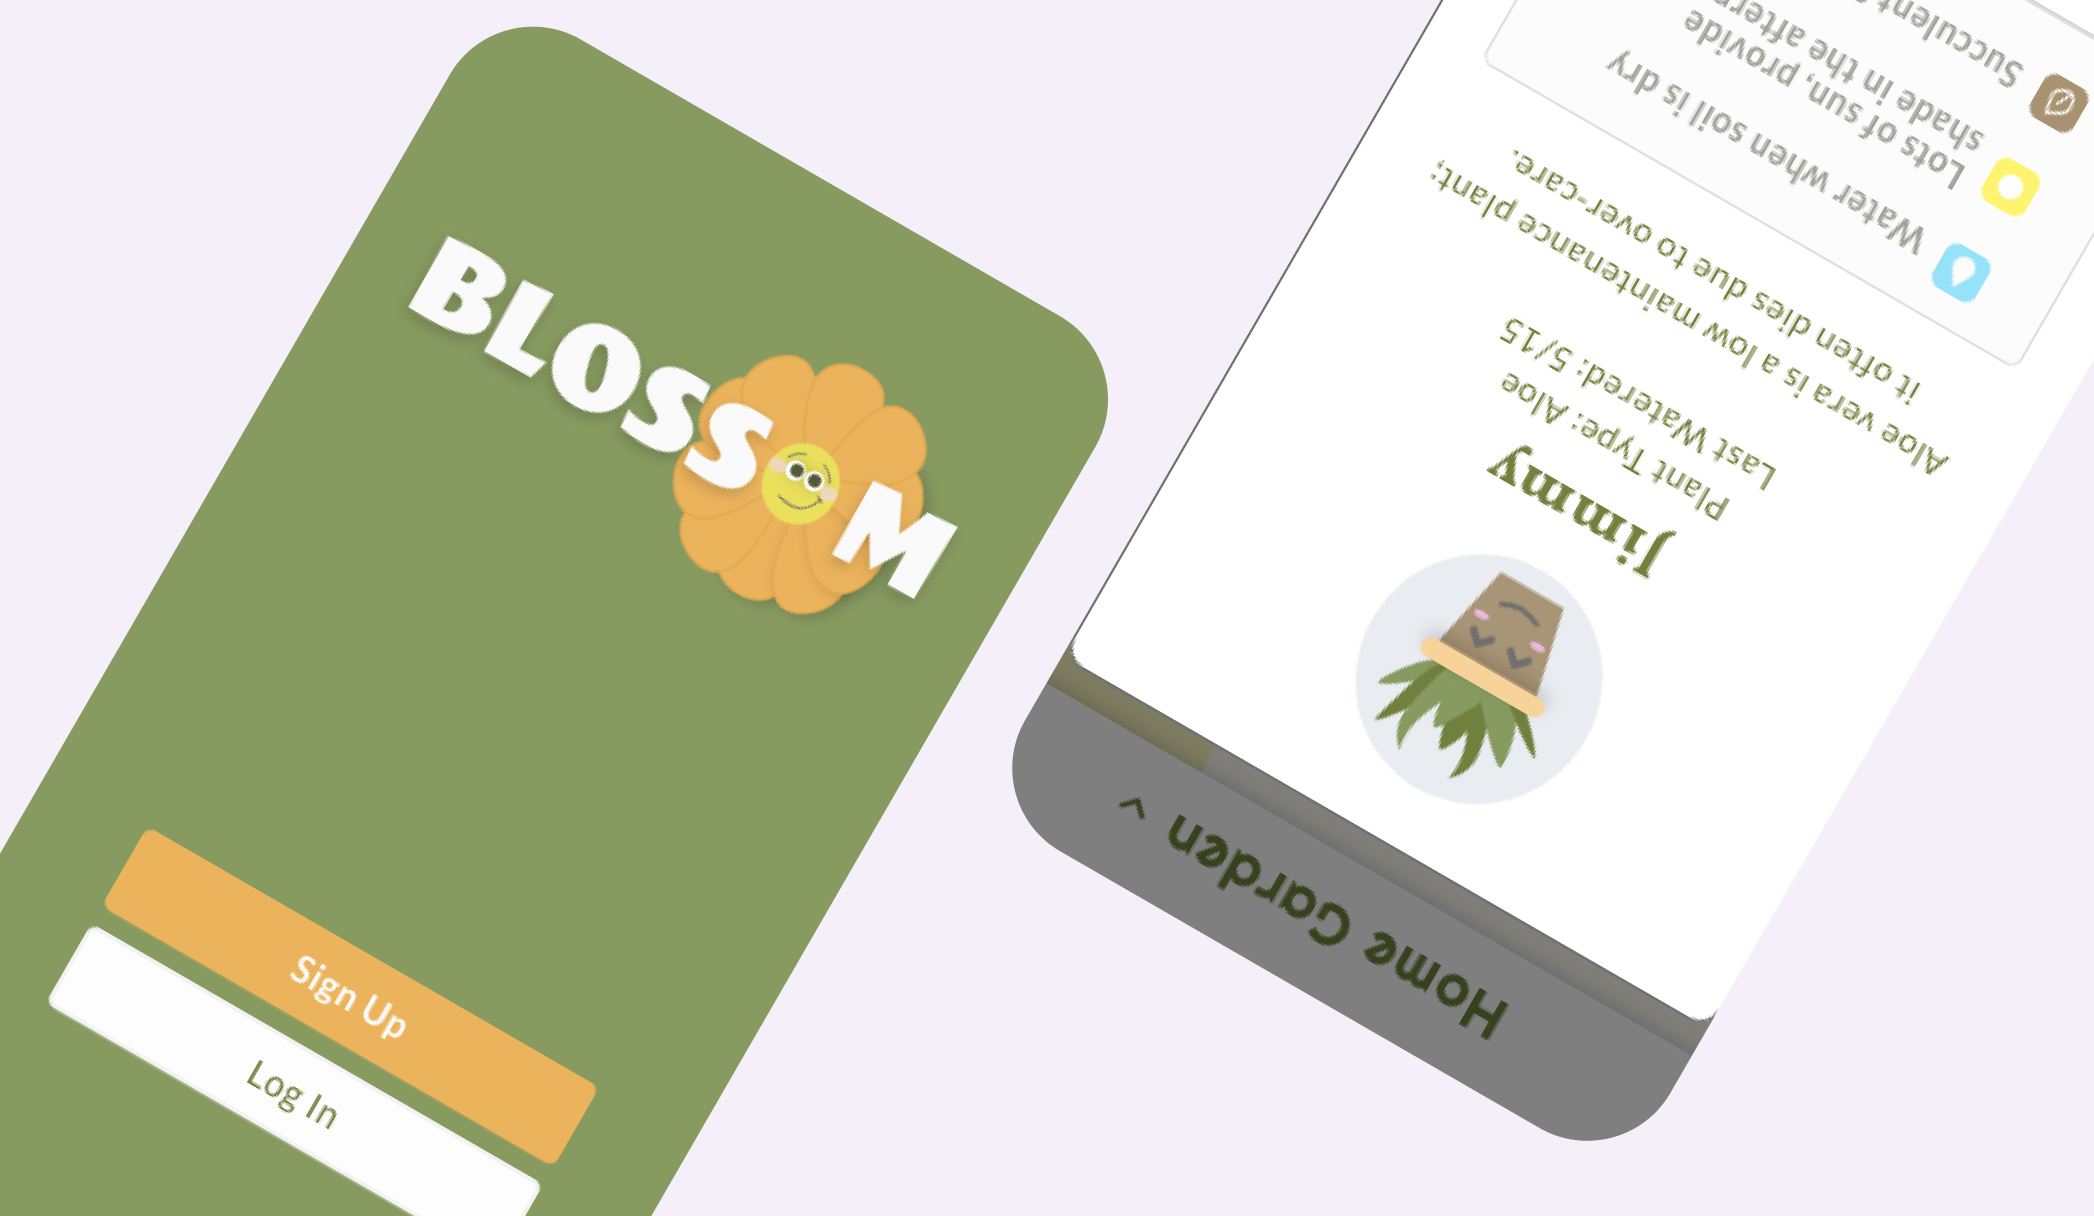 BLOSSOM
Sign Up
Log In
Home Garden
Jimmy
Plant Type: Aloe
Last Watered: 5/15
Aloe vera is a low maintenance plant;
it often dies due to over-care.
Water when soil is dry
Lots of sun, provide
shade in the
Succulent